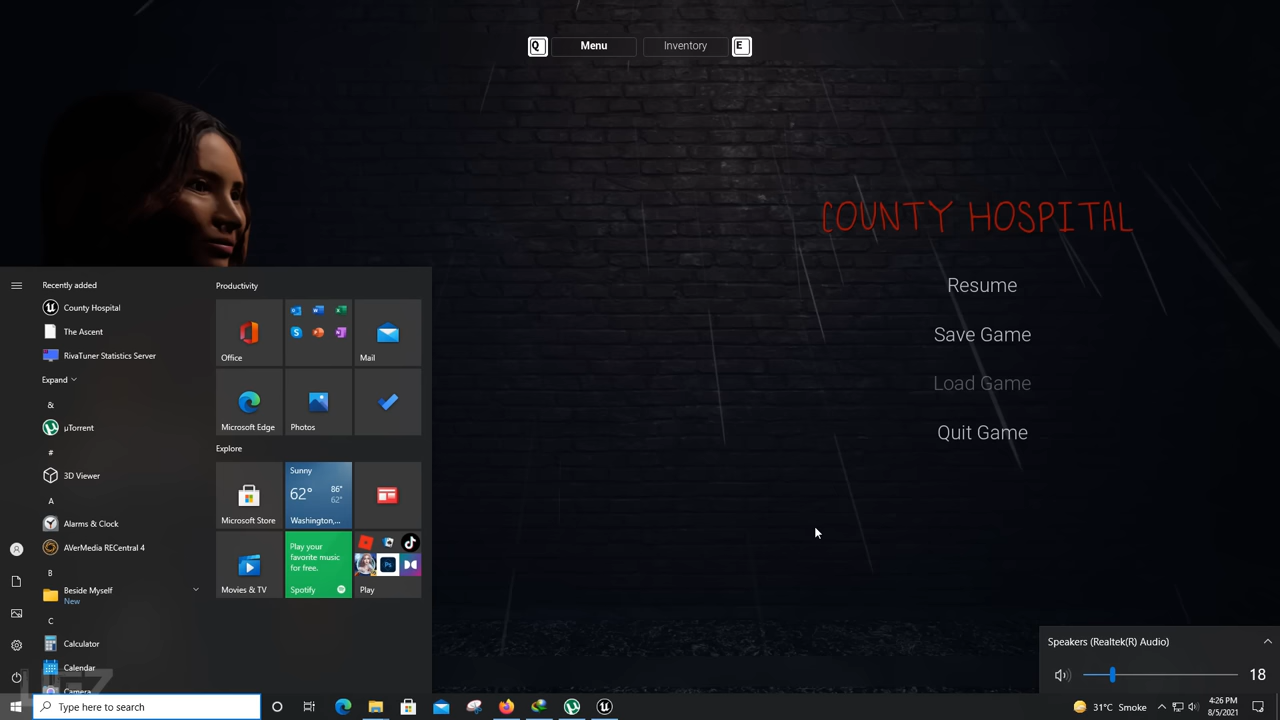 Q Menu Inventory E
COUNTY HOSPITAL
Resume
Save Game
Load Game
Quit Game
Recently added
County Hospital
The Ascent
RivaTuner Statistics Server
Expand
&
µTorrent
#
3D Viewer
A
Alarms & Clock
AVerMedia RECentral 4
B
Beside Myself
New
C
Calculator
Calendar
Camera
Productivity
Office
Mail
Microsoft Edge
Photos
Explore
Microsoft Store
Sunny
62° 86°
62°
Washington,...
Movies & TV
Play your
favorite music
for free.
Spotify
Play
Speakers (Realtek(R) Audio)
18
Type here to search
31°C Smoke
4:26 PM
8/5/2021